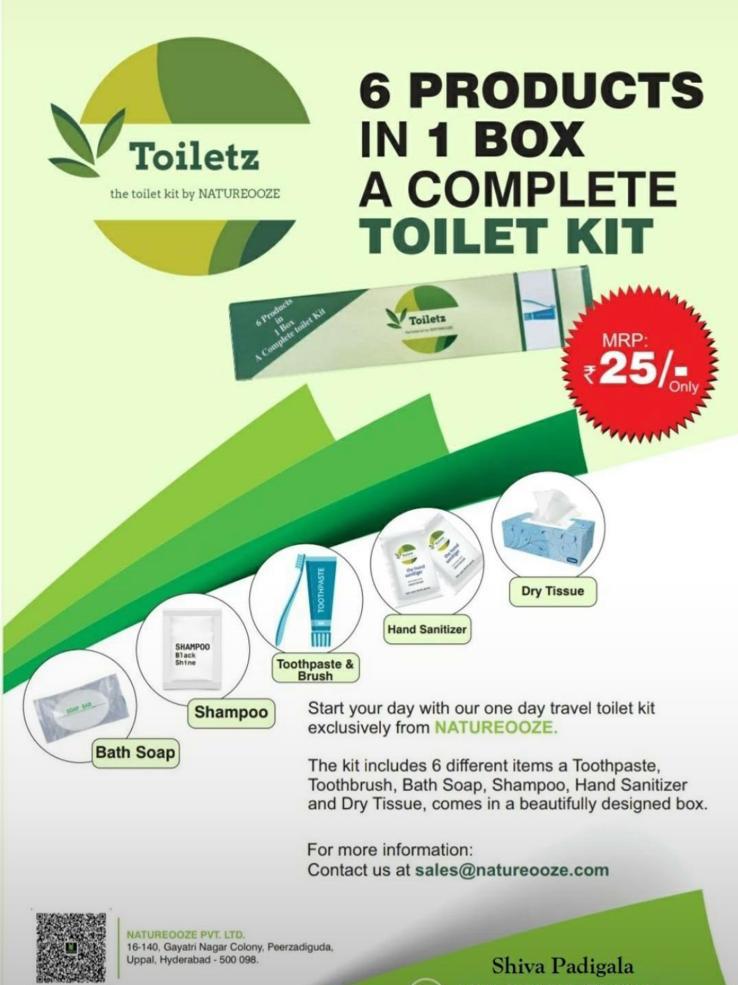 Toiletz
the toilet kit by NATUREOOZE
6 PRODUCTS
IN 1 BOX
A COMPLETE
TOILET KIT
6 Products
in
1 Box
A Complete toilet Kit
Toiletz
MRP:
₹25/-
Only
Dry Tissue
Hand Sanitizer
TOOTHPASTE
Toothpaste &
Brush
SHAMPOO
Black
Shine
Shampoo
SOAP BAR
Bath Soap
Start your day with our one day travel toilet kit
exclusively from NATUREOOZE.
The kit includes 6 different items a Toothpaste,
Toothbrush, Bath Soap, Shampoo, Hand Sanitizer
and Dry Tissue, comes in a beautifully designed box.
For more information:
Contact us at sales@natureooze.com
NATUREOOZE PVT. LTD.
16-140, Gayatri Nagar Colony, Peerzadiguda,
Uppal, Hyderabad - 500 098.
Shiva Padigala